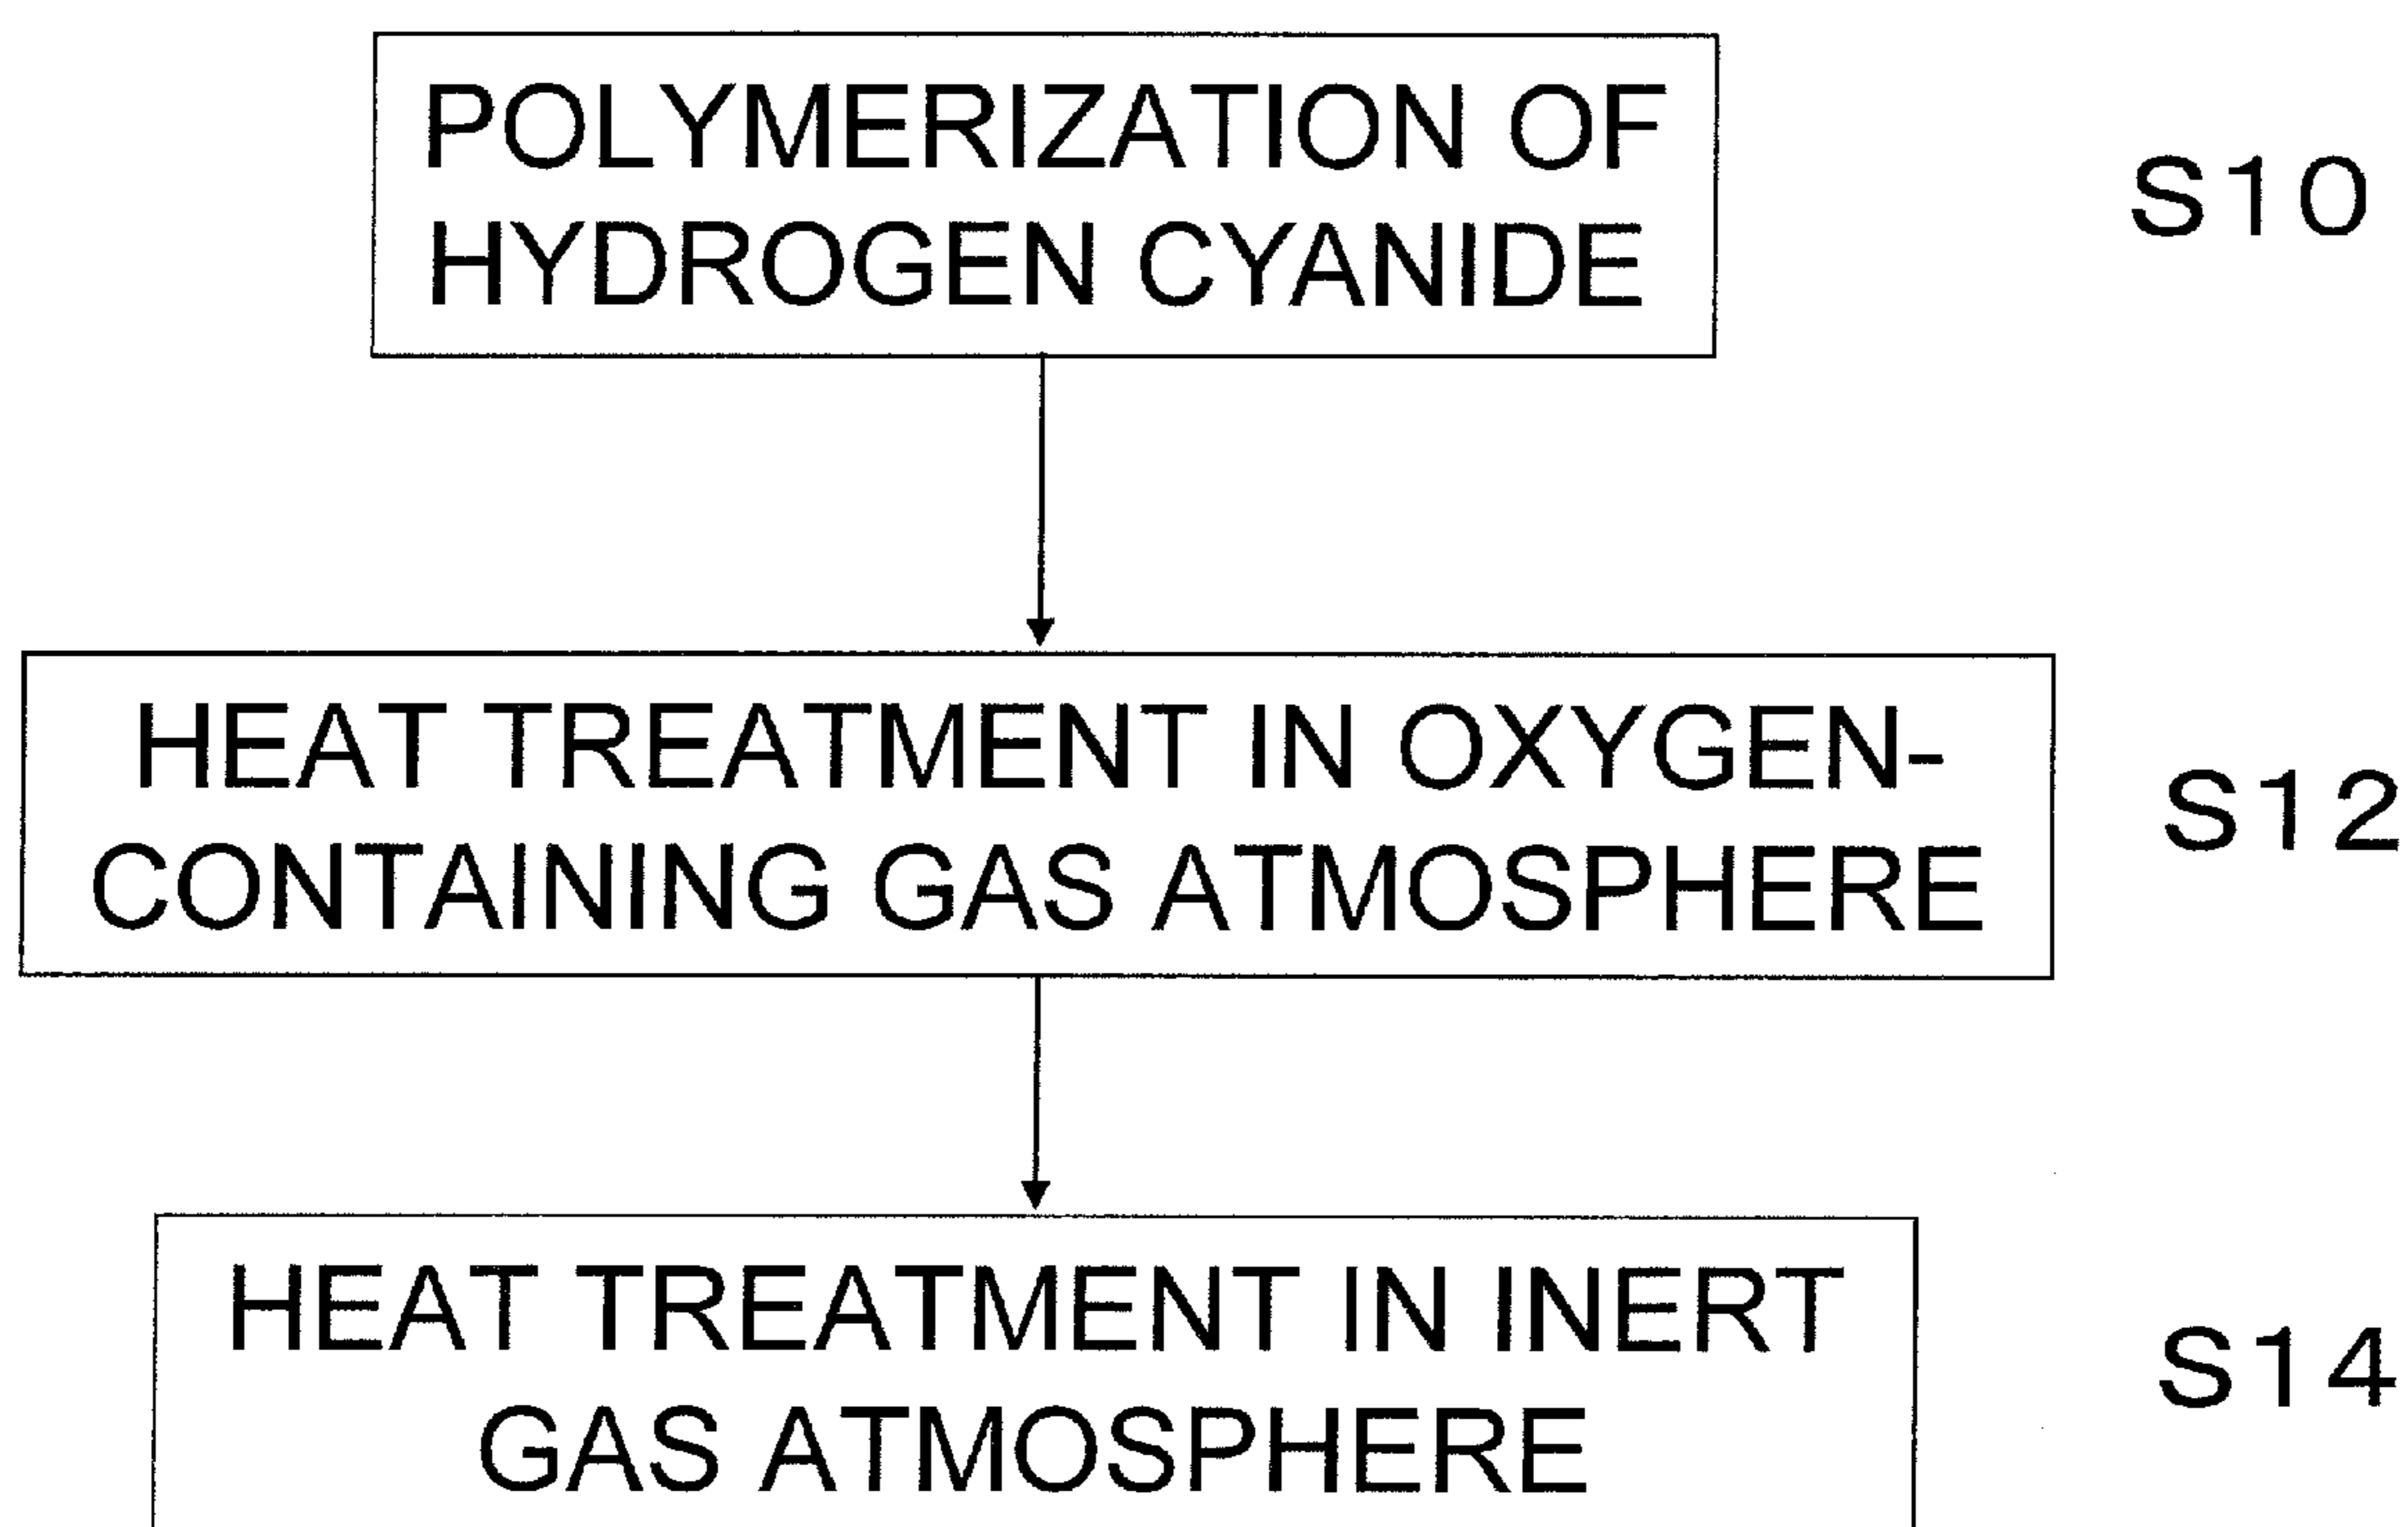 POLYMERIZATION OF
HYDROGEN CYANIDE
S10
HEAT TREATMENT IN OXYGEN-
CONTAINING GAS ATMOSPHERE
S12
HEAT TREATMENT IN INERT
GAS ATMOSPHERE
S14